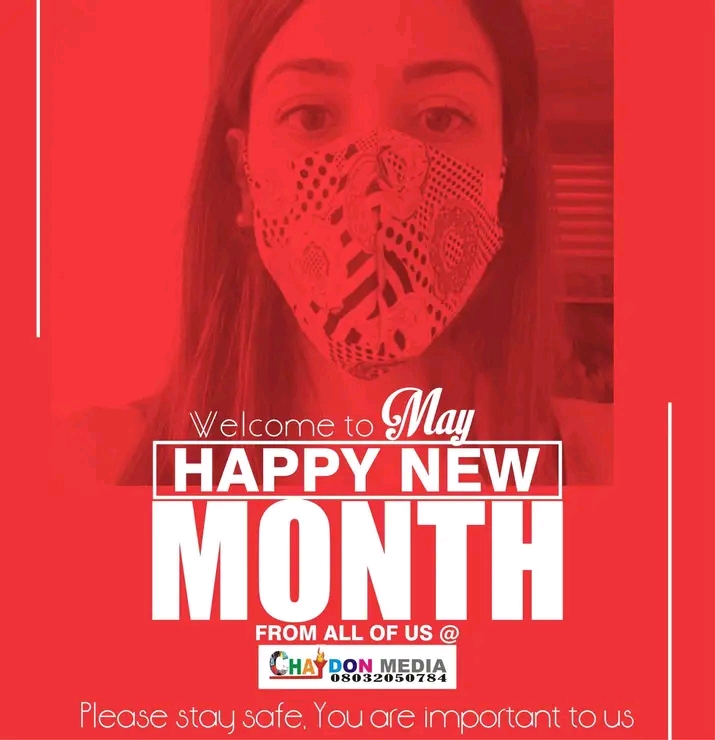 Welcome to May
HAPPY NEW
MONTH
FROM ALL OF US @
CHAYDON MEDIA
08032050784
Please stay safe, You are important to us